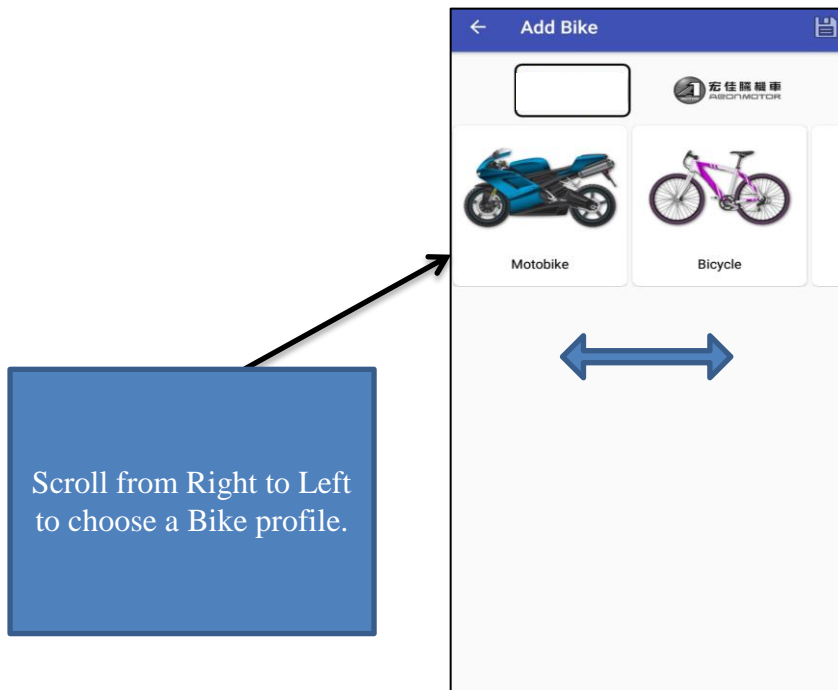 Add Bike
宏佳騰機車
AEONMOTOR
Motobike
Bicycle
Scroll from Right to Left
to choose a Bike profile.